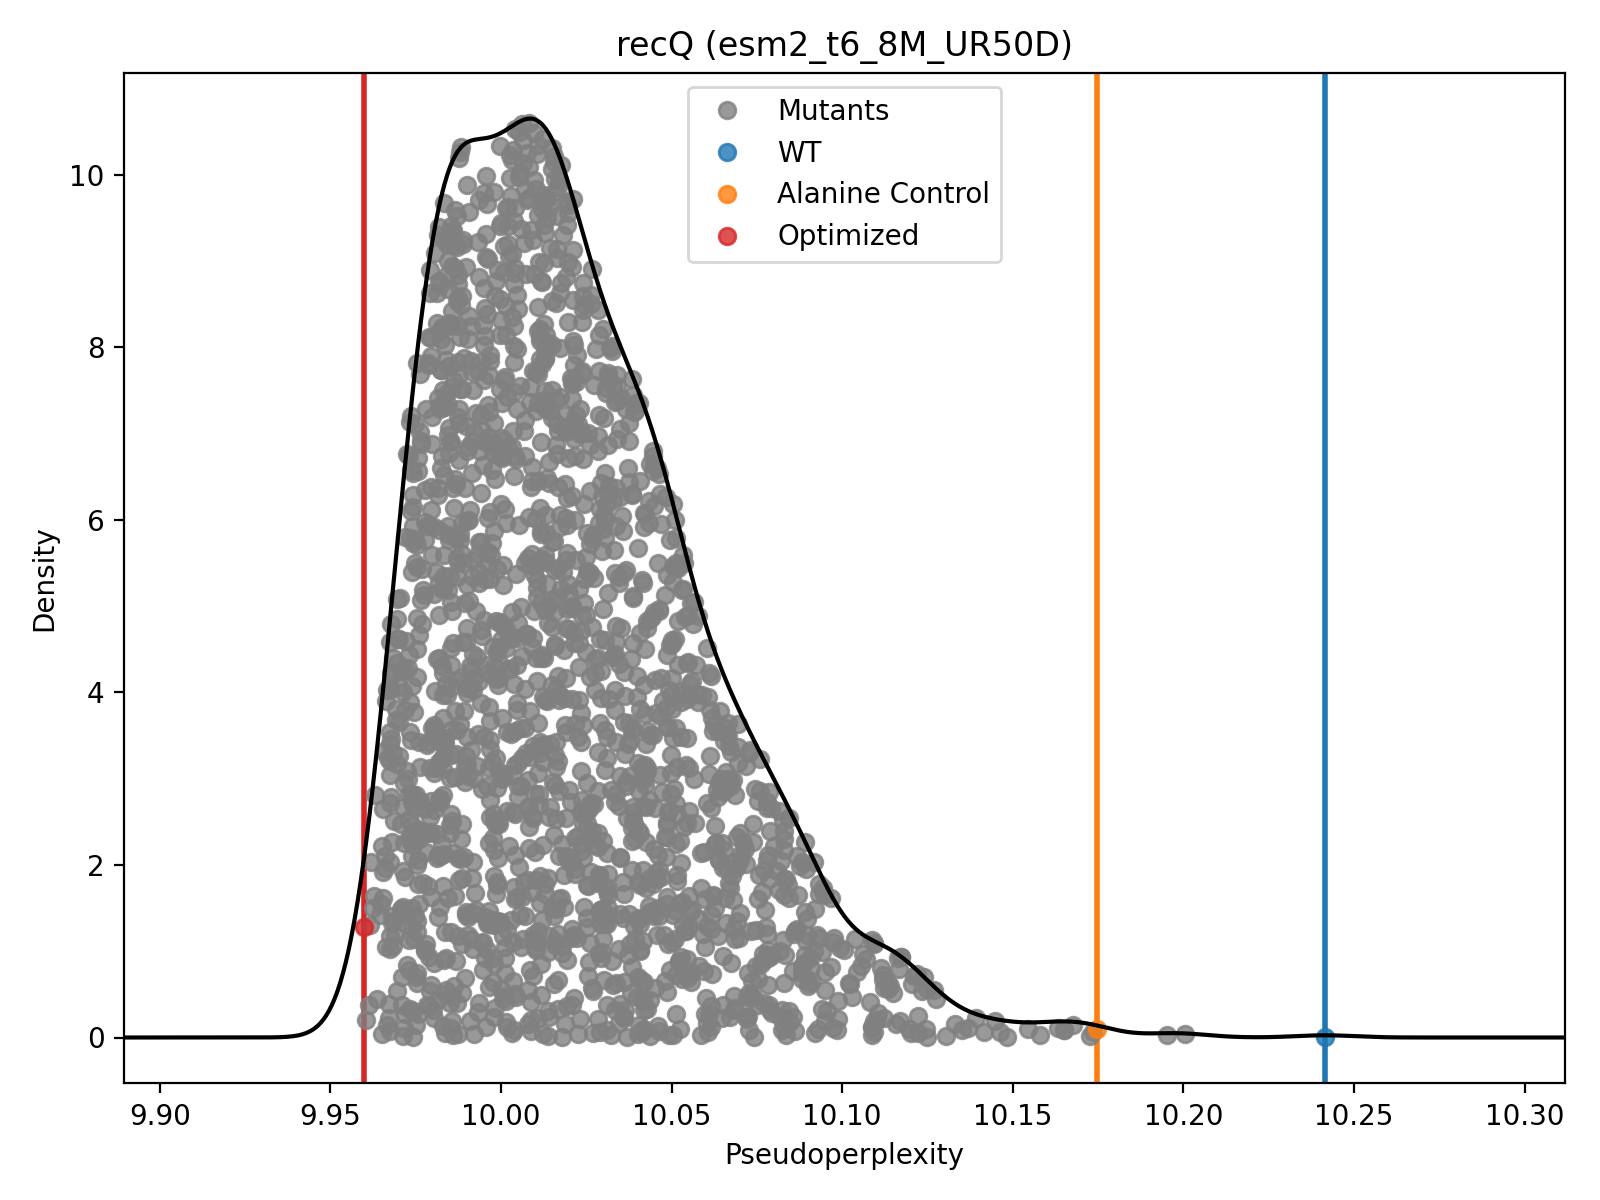 recQ (esm2_t6_8M_UR50D)
Mutants
WT
Alanine Control
Optimized
Density
10
8
6
4
2
0
9.90 9.95 10.00 10.05 10.10 10.15 10.20 10.25 10.30
Pseudoperplexity